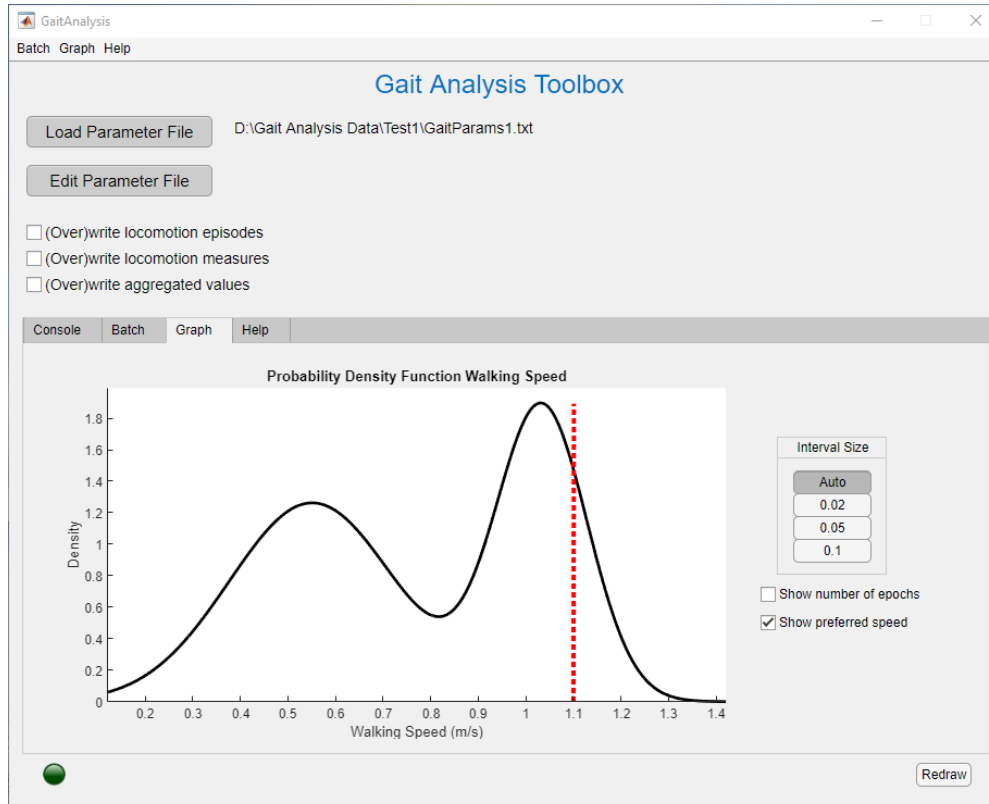 GaitAnalysis
Batch Graph Help
Gait Analysis Toolbox
Load Parameter File
D:\Gait Analysis Data\Test1\GaitParams1.txt
Edit Parameter File
(Over)write locomotion episodes
(Over)write locomotion measures
(Over)write aggregated values
Console Batch Graph Help
Probability Density Function Walking Speed
1.8
1.6
1.4
1.2
1
0.8
0.6
0.4
0.2
0
Density
0.2 0.3 0.4 0.5 0.6 0.7 0.8 0.9 1 1.1 1.2 1.3 1.4
Walking Speed (m/s)
Interval Size
Auto
0.02
0.05
0.1
Show number of epochs
Show preferred speed
Redraw